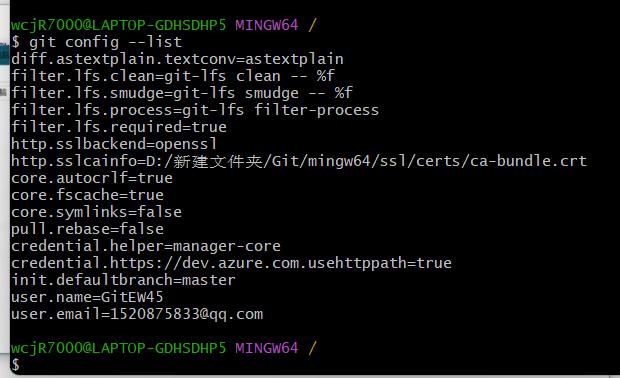 wcjR7000@LAPTOP-GDHSDHP5 MINGW64 /
$ git config --list
diff.astextplain.textconv=astextplain
filter.lfs.clean=git-lfs clean -- %f
filter.lfs.smudge=git-lfs smudge -- %f
filter.lfs.process=git-lfs filter-process
filter.lfs.required=true
http.sslbackend=openssl
http.sslcainfo=D:/新建文件夹/Git/mingw64/ssl/certs/ca-bundle.crt
core.autocrlf=true
core.fscache=true
core.symlinks=false
pull.rebase=false
credential.helper=manager-core
credential.https://dev.azure.com.usehttppath=true
init.defaultbranch=master
user.name=GitEW45
user.email=1520875833@qq.com
wcjR7000@LAPTOP-GDHSDHP5 MINGW64 /
$